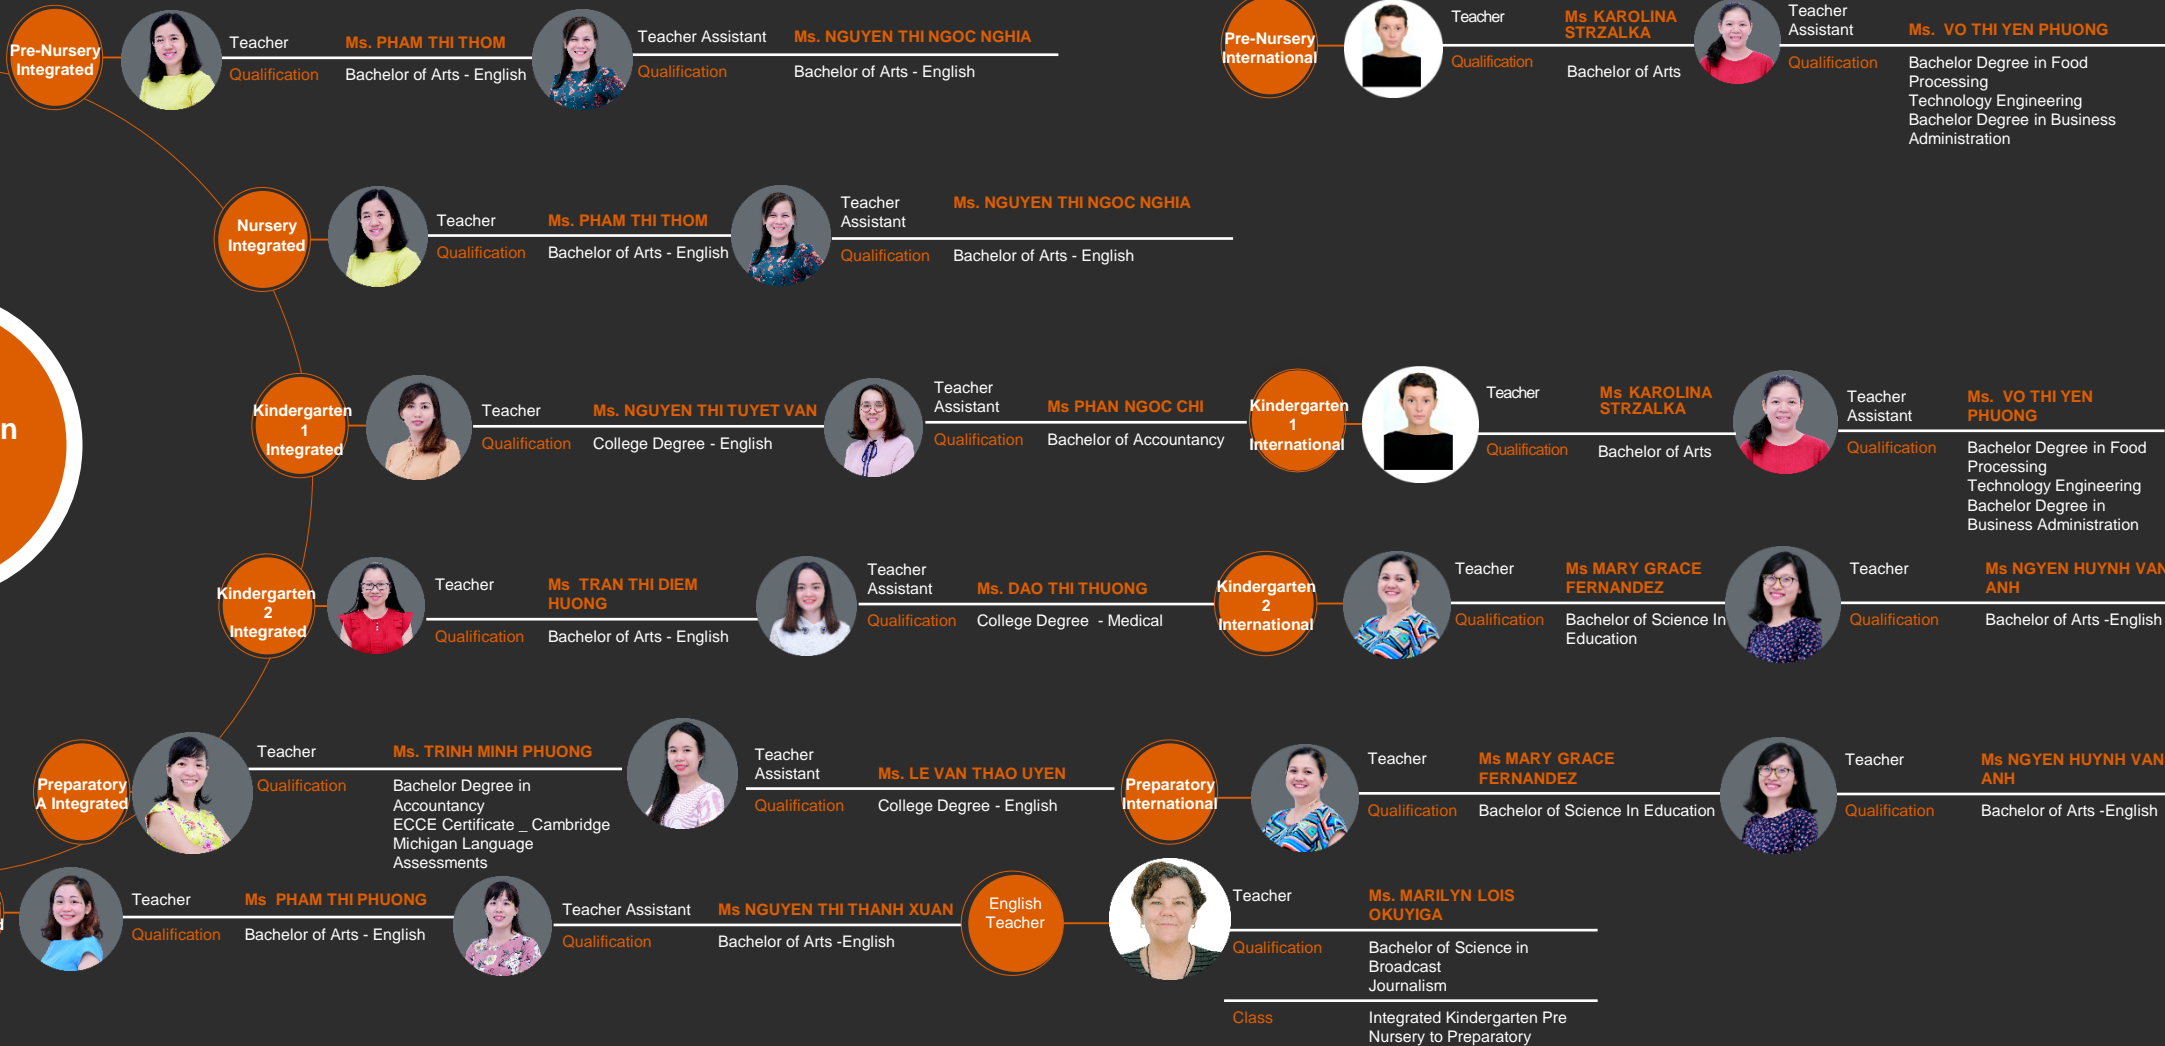 Pre-Nursery
Integrated
Teacher
Ms. PHAM THI THOM
Qualification
Bachelor of Arts - English
Teacher Assistant
Ms. NGUYEN THI NGOC NGHIA
Qualification
Bachelor of Arts - English
Pre-Nursery
International
Teacher
Ms KAROLINA
STRZALKA
Qualification
Bachelor of Arts
Teacher
Assistant
Ms. VO THI YEN PHUONG
Qualification
Bachelor Degree in Food
Processing
Technology Engineering
Bachelor Degree in Business
Administration
Nursery
Integrated
Teacher
Ms. PHAM THI THOM
Qualification
Bachelor of Arts - English
Teacher
Assistant
Ms. NGUYEN THI NGOC NGHIA
Qualification
Bachelor of Arts - English
n
Kindergarten
1
Integrated
Teacher
Ms. NGUYEN THI TUYET VAN
Qualification
College Degree - English
Teacher
Assistant
Ms PHAN NGOC CHI
Qualification
Bachelor of Accountancy
Kindergarten
1
International
Teacher
Ms KAROLINA
STRZALKA
Qualification
Bachelor of Arts
Teacher
Assistant
Ms. VO THI YEN
PHUONG
Qualification
Bachelor Degree in Food
Processing
Technology Engineering
Bachelor Degree in
Business Administration
Kindergarten
2
Integrated
Teacher
Ms TRAN THI DIEM
HUONG
Qualification
Bachelor of Arts - English
Teacher
Assistant
Ms. DAO THI THUONG
Qualification
College Degree - Medical
Kindergarten
2
International
Teacher
Ms MARY GRACE
FERNANDEZ
Qualification
Bachelor of Science In
Education
Teacher
Ms NGYEN HUYNH VAN
ANH
Qualification
Bachelor of Arts -English
Preparatory
A Integrated
Teacher
Ms. TRINH MINH PHUONG
Qualification
Bachelor Degree in
Accountancy
ECCE Certificate _ Cambridge
Michigan Language
Assessments
Teacher
Assistant
Ms. LE VAN THAO UYEN
Qualification
College Degree - English
Preparatory
International
Teacher
Ms MARY GRACE
FERNANDEZ
Qualification
Bachelor of Science In Education
Teacher
Ms NGYEN HUYNH VAN
ANH
Qualification
Bachelor of Arts -English
d
Teacher
Ms PHAM THI PHUONG
Qualification
Bachelor of Arts - English
Teacher Assistant
Ms NGUYEN THI THANH XUAN
Qualification
Bachelor of Arts -English
English
Teacher
Teacher
Ms. MARILYN LOIS
OKUYIGA
Qualification
Bachelor of Science in
Broadcast
Journalism
Class
Integrated Kindergarten Pre
Nursery to Preparatory